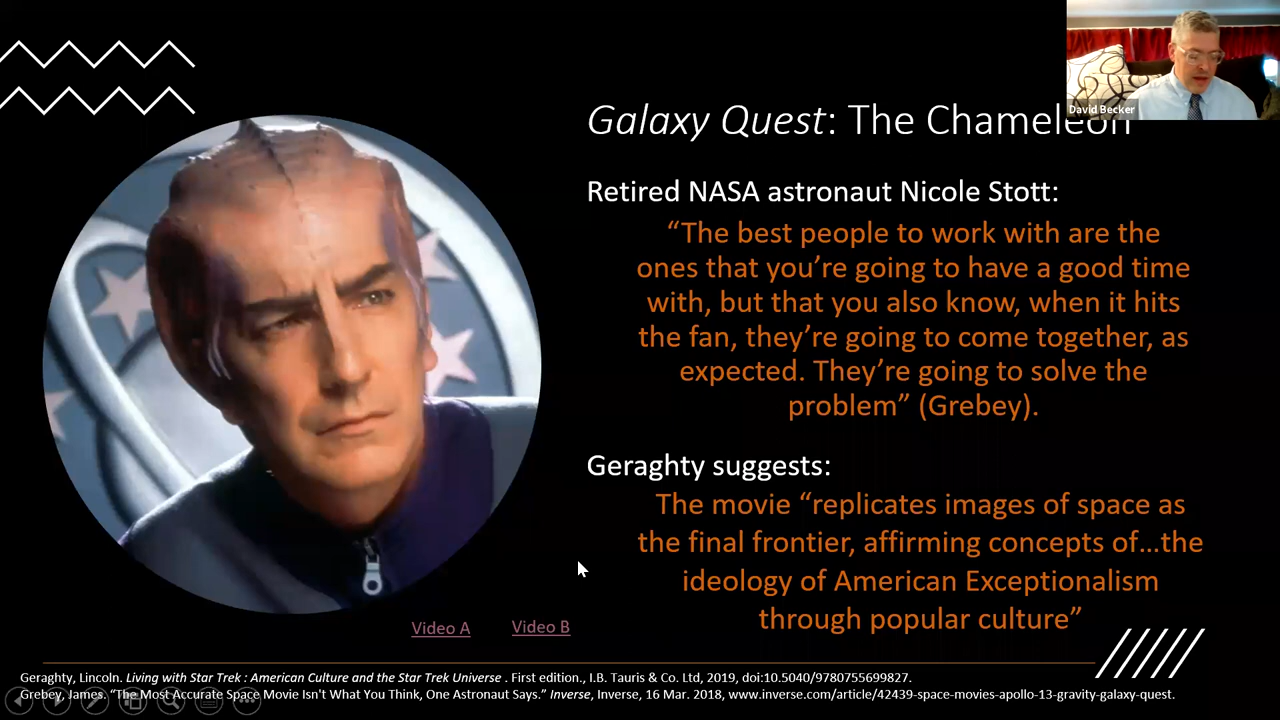 David Becker
Galaxy Quest: The Chameleon
Retired NASA astronaut Nicole Stott:
“The best people to work with are the
ones that you’re going to have a good time
with, but that you also know, when it hits
the fan, they’re going to come together, as
expected. They’re going to solve the
problem” (Grebey).
Geraghty suggests:
The movie “replicates images of space as
the final frontier, affirming concepts of…the
ideology of American Exceptionalism
through popular culture”
Video A
Video B
Geraghty, Lincoln. Living with Star Trek : American Culture and the Star Trek Universe . First edition., I.B. Tauris & Co. Ltd, 2019, doi:10.5040/9780755699827.
Grebey, James. “The Most Accurate Space Movie Isn't What You Think, One Astronaut Says.” Inverse, Inverse, 16 Mar. 2018, www.inverse.com/article/42439-space-movies-apollo-13-gravity-galaxy-quest.